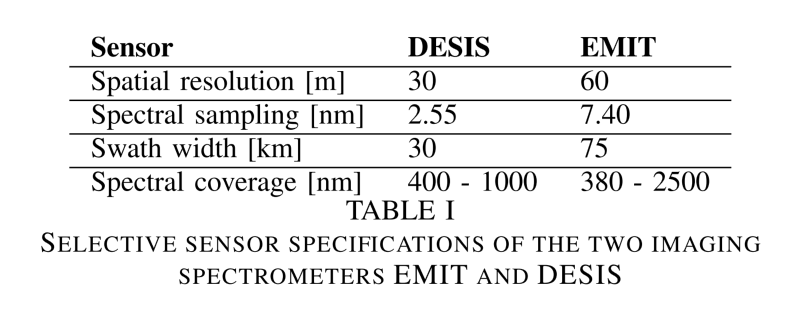 Sensor DESIS EMIT
Spatial resolution [m] 30 60
Spectral sampling [nm] 2.55 7.40
Swath width [km] 30 75
Spectral coverage [nm] 400 - 1000 380 - 2500
TABLE I
SELECTIVE SENSOR SPECIFICATIONS OF THE TWO IMAGING
SPECTROMETERS EMIT AND DESIS